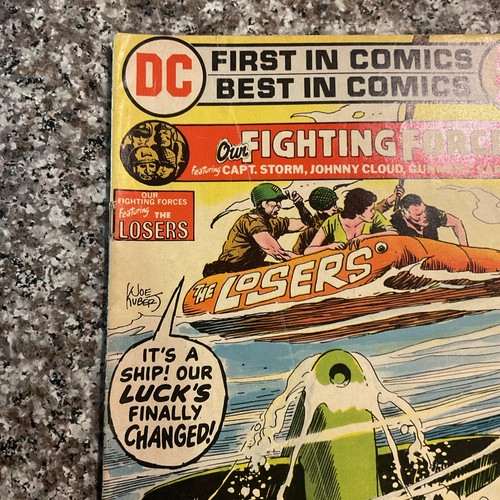 DC
FIRST IN COMICS
BEST IN COMICS
Our FIGHTING FORC
Featuring CAPT. STORM, JOHNNY CLOUD,
OUR
FIGHTING FORCES
Featuring THE
LOSERS
THE LOSERS
JOE
KUBERT
IT'S A
SHIP! OUR
LUCK'S
FINALLY
CHANGED!